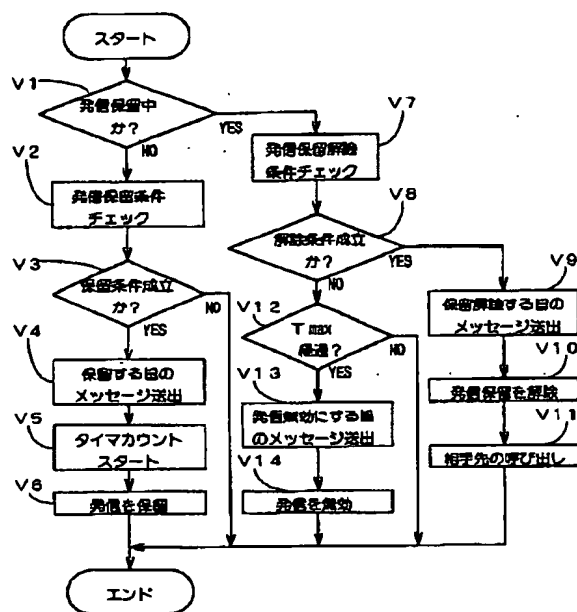 スタート
V1
発信保留中
か?
YES
NO
V7
発信保留解除
条件チェック
V2
発信保留条件
チェック
V8
解除条件成立
か?
YES
NO
V3
保留条件成立
か?
NO
YES
V9
保留解除する旨の
メッセージ送出
V12
Tmax
経過?
NO
YES
V4
保留する旨の
メッセージ送出
V10
発信保留を解除
V13
発信無効にする旨
のメッセージ送出
V11
相手先の呼び出し
V5
タイマカウント
スタート
V14
発信を無効
V6
発信を保留
エンド